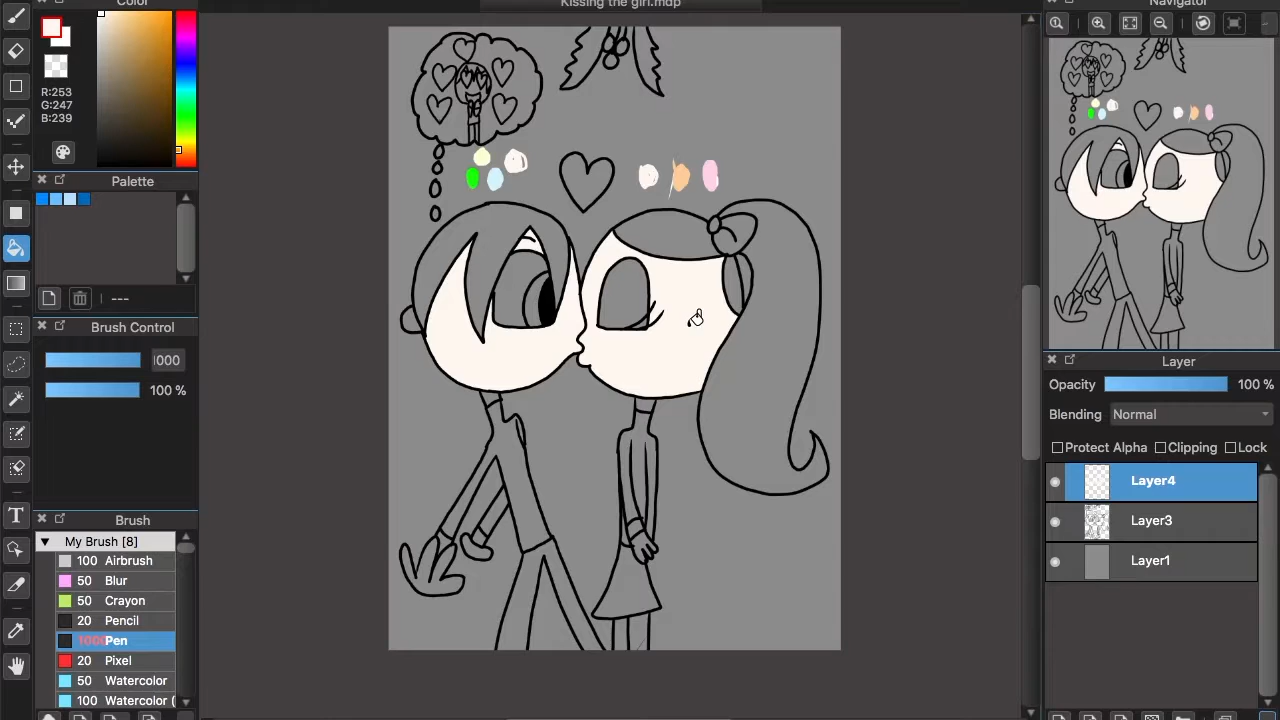 Color
Kissing the girl.mdp
Navigator
R:253
G:247
B:239
Palette
---
Brush Control
1000
100 %
Brush
My Brush [8]
100 Airbrush
50 Blur
50 Crayon
20 Pencil
1000 Pen
20 Pixel
50 Watercolor
100 Watercolor (
T
Layer
Opacity 100 %
Blending Normal
Protect Alpha Clipping Lock
Layer4
Layer3
Layer1